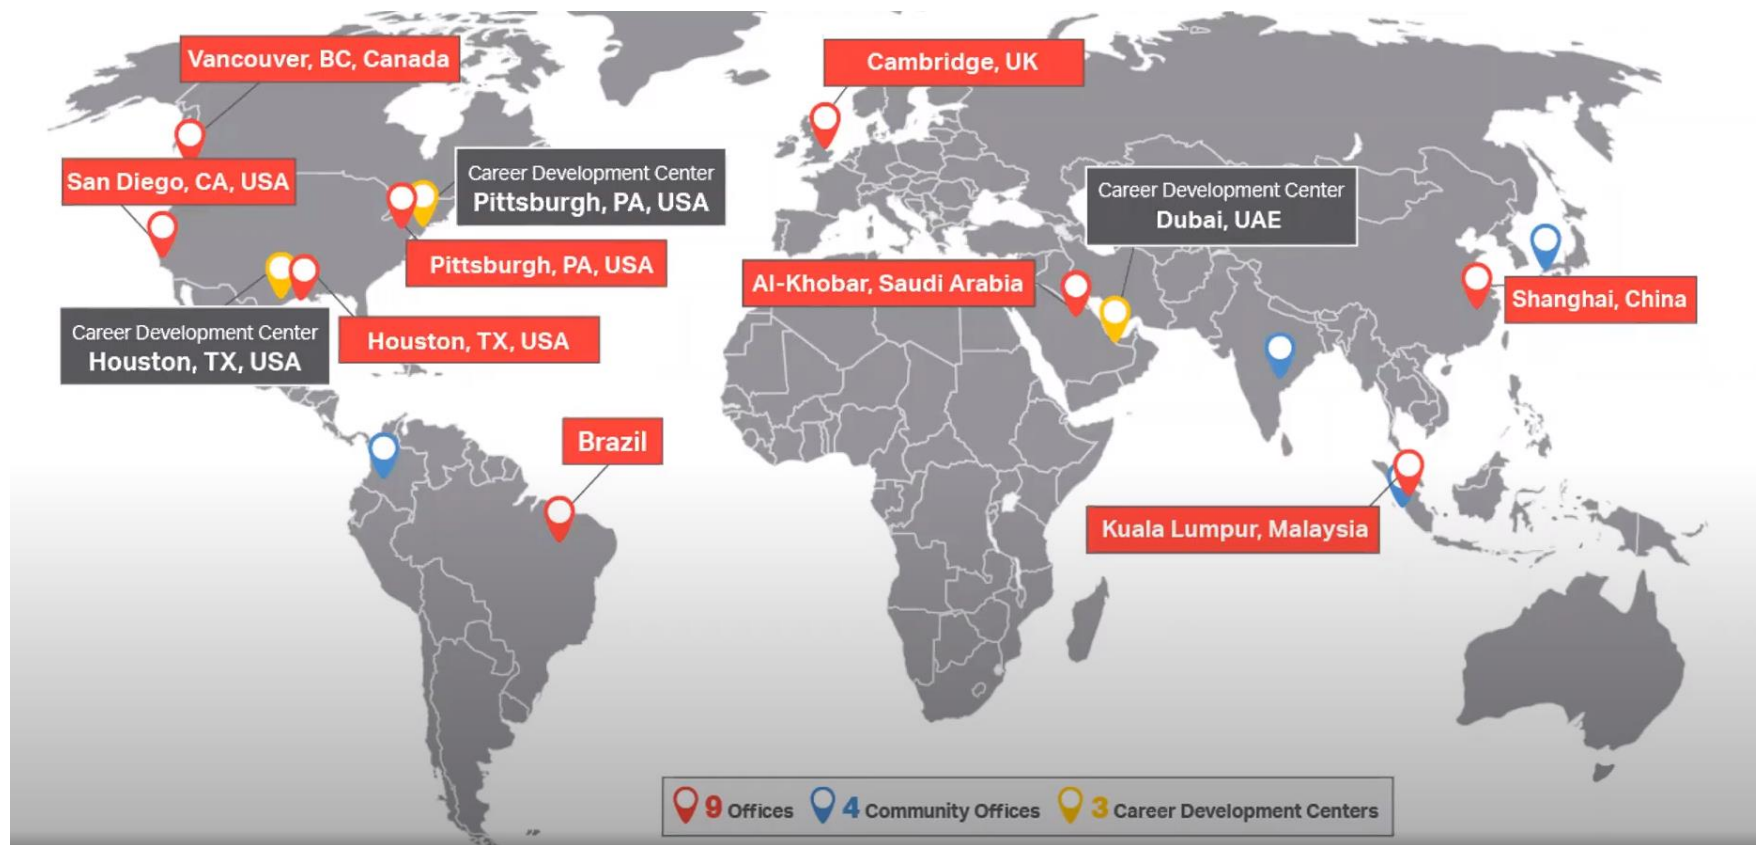 Vancouver, BC, Canada
Cambridge, UK
San Diego, CA, USA
Career Development Center
Pittsburgh, PA, USA
Career Development Center
Dubai, UAE
Pittsburgh, PA, USA
Al-Khobar, Saudi Arabia
Shanghai, China
Career Development Center
Houston, TX, USA
Houston, TX, USA
Brazil
Kuala Lumpur, Malaysia
9 Offices 4 Community Offices 3 Career Development Centers